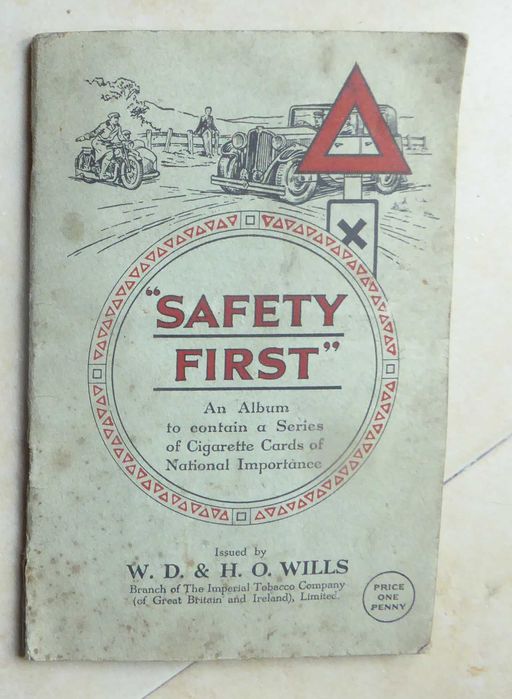 "SAFETY
FIRST"
An Album
to contain a Series
of Cigarette Cards of
National Importance
Issued by
W. D. & H. O. WILLS
Branch of The Imperial Tobacco Company
(of Great Britain and Ireland), Limited.
PRICE
ONE
PENNY